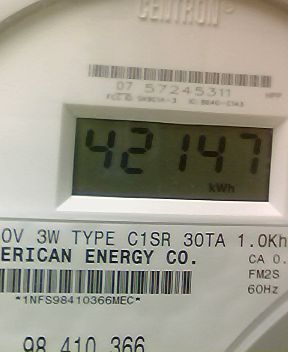 CENTRON®
07 57245311
42147
kWh
0V 3W TYPE C1SR 30TA 1.0Kh
ERICAN ENERGY CO.
CA 0.
FM2S
60Hz
*1NFS98410366MEC*
98 410 366